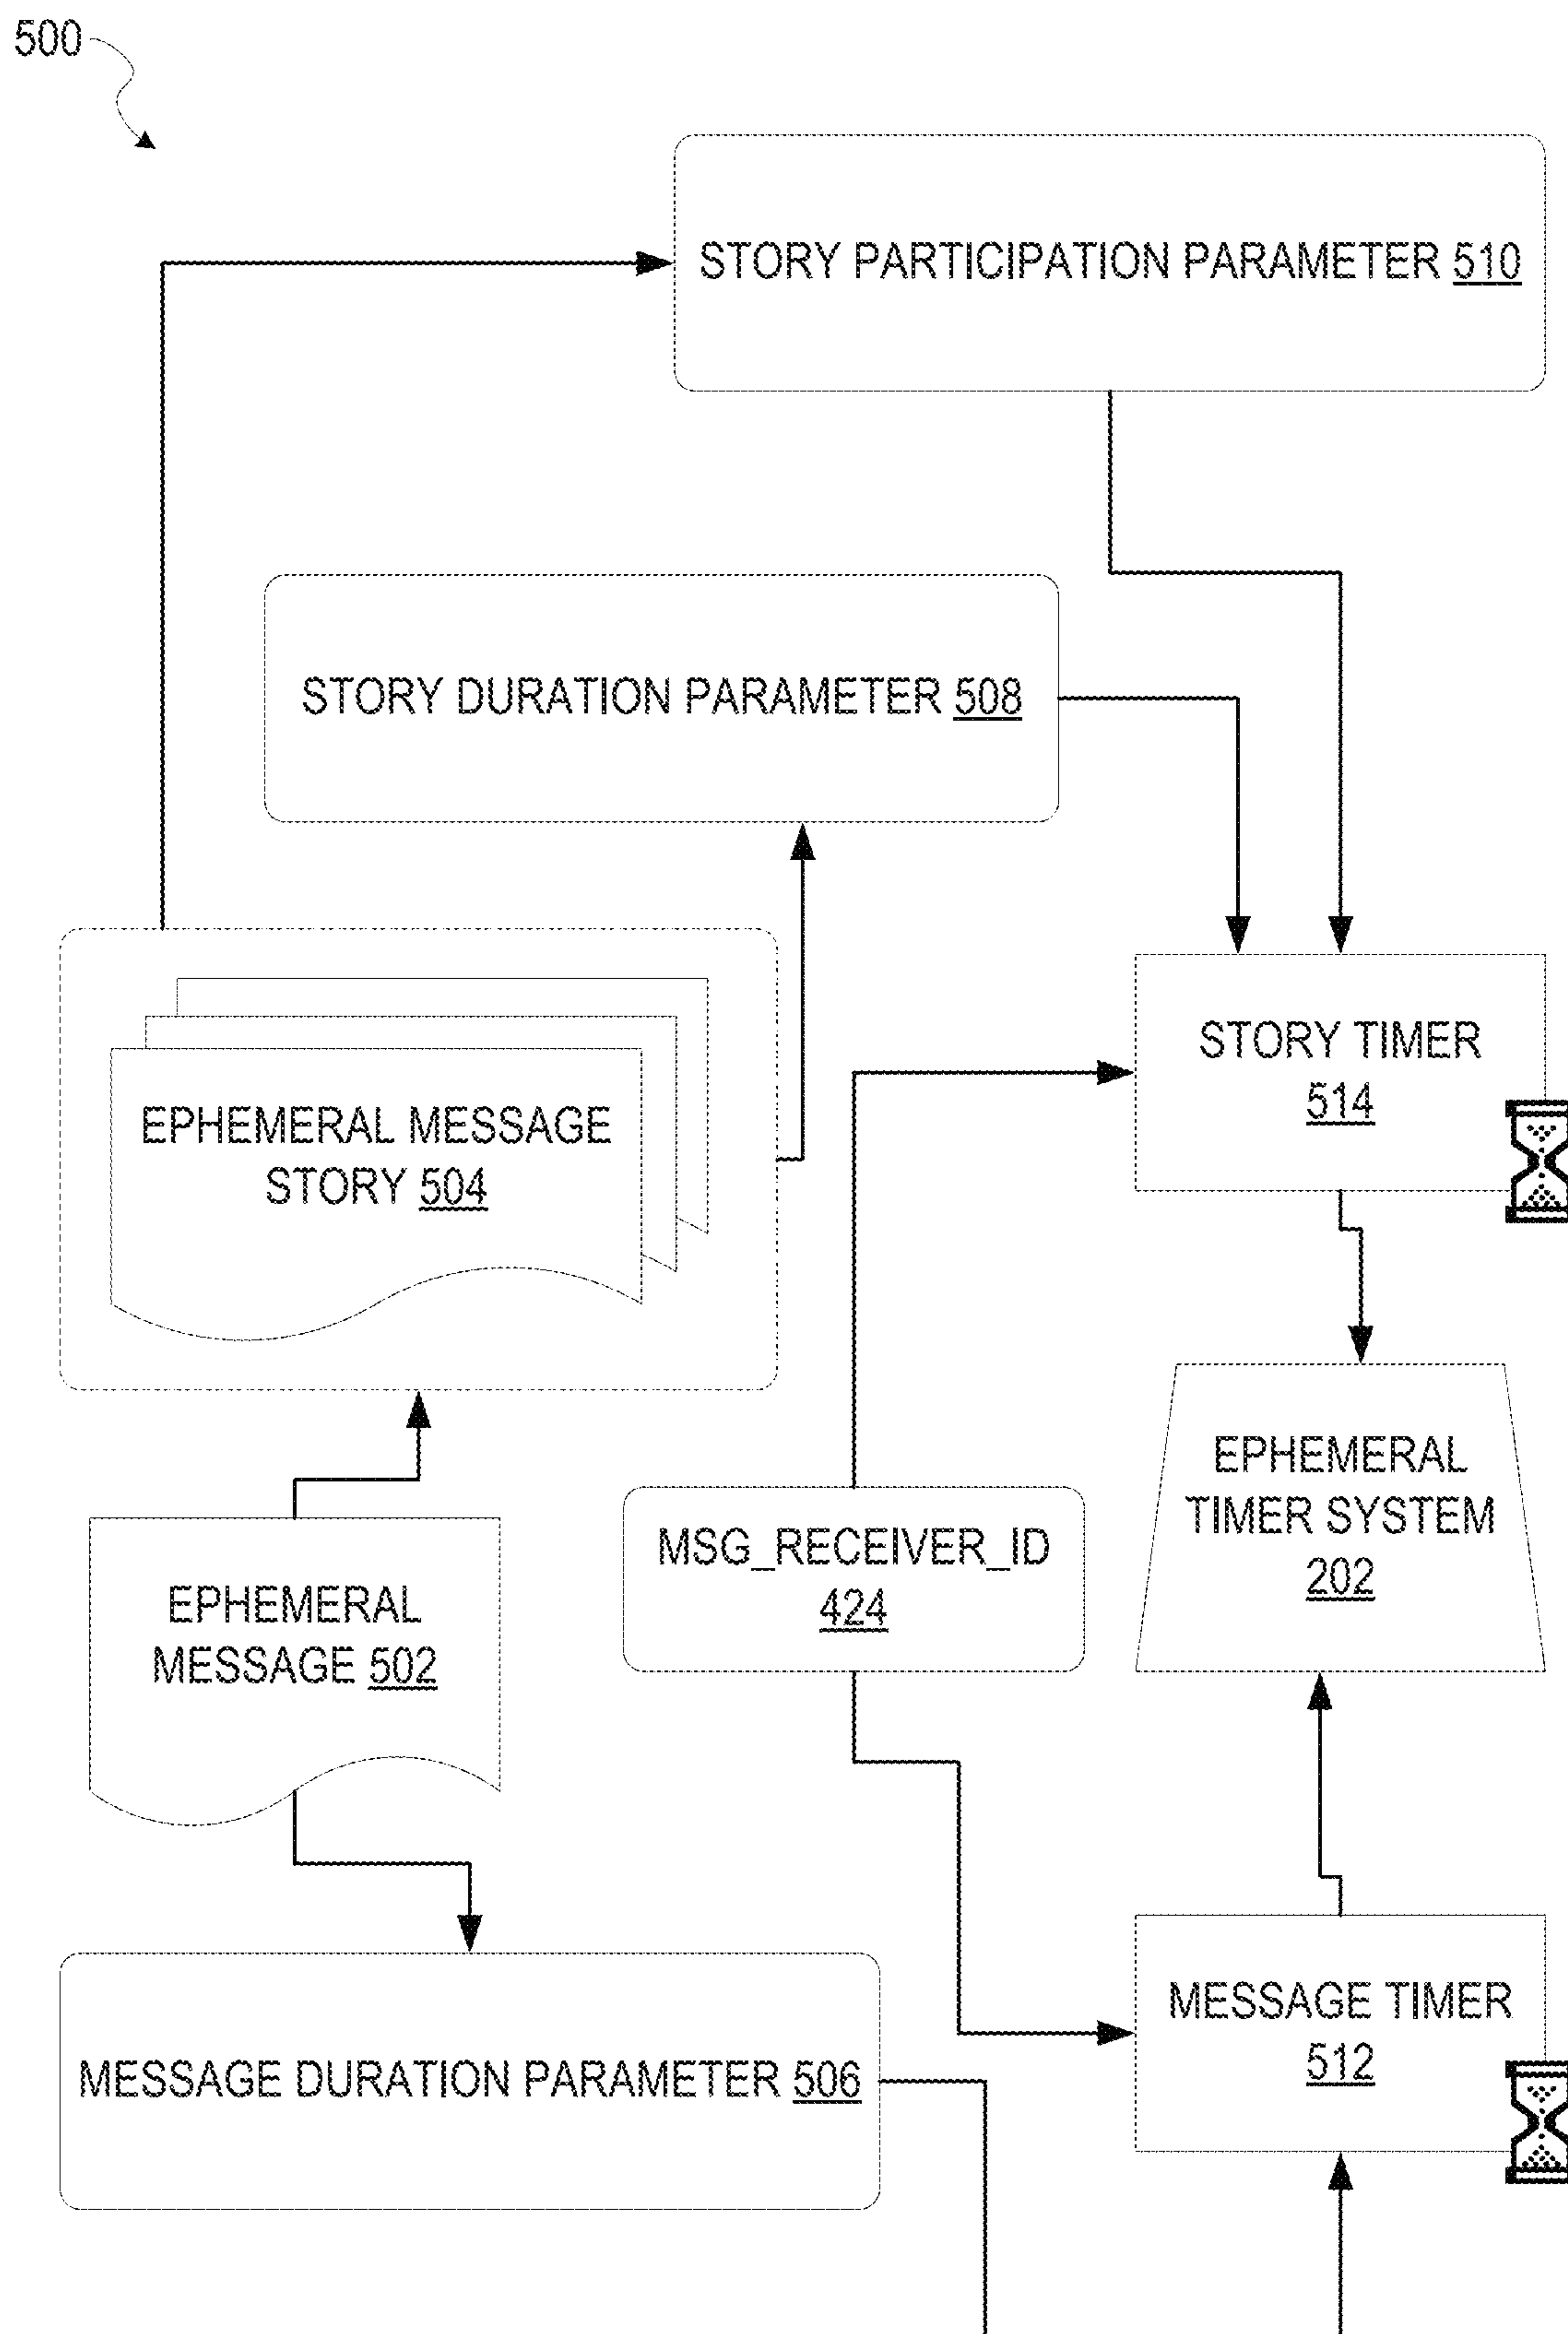 500
STORY PARTICIPATION PARAMETER 510
STORY DURATION PARAMETER 508
STORY TIMER
514
EPHEMERAL MESSAGE
STORY 504
EPHEMERAL
TIMER SYSTEM
202
MSG_RECEIVER_ID
424
EPHEMERAL
MESSAGE 502
MESSAGE TIMER
512
MESSAGE DURATION PARAMETER 506